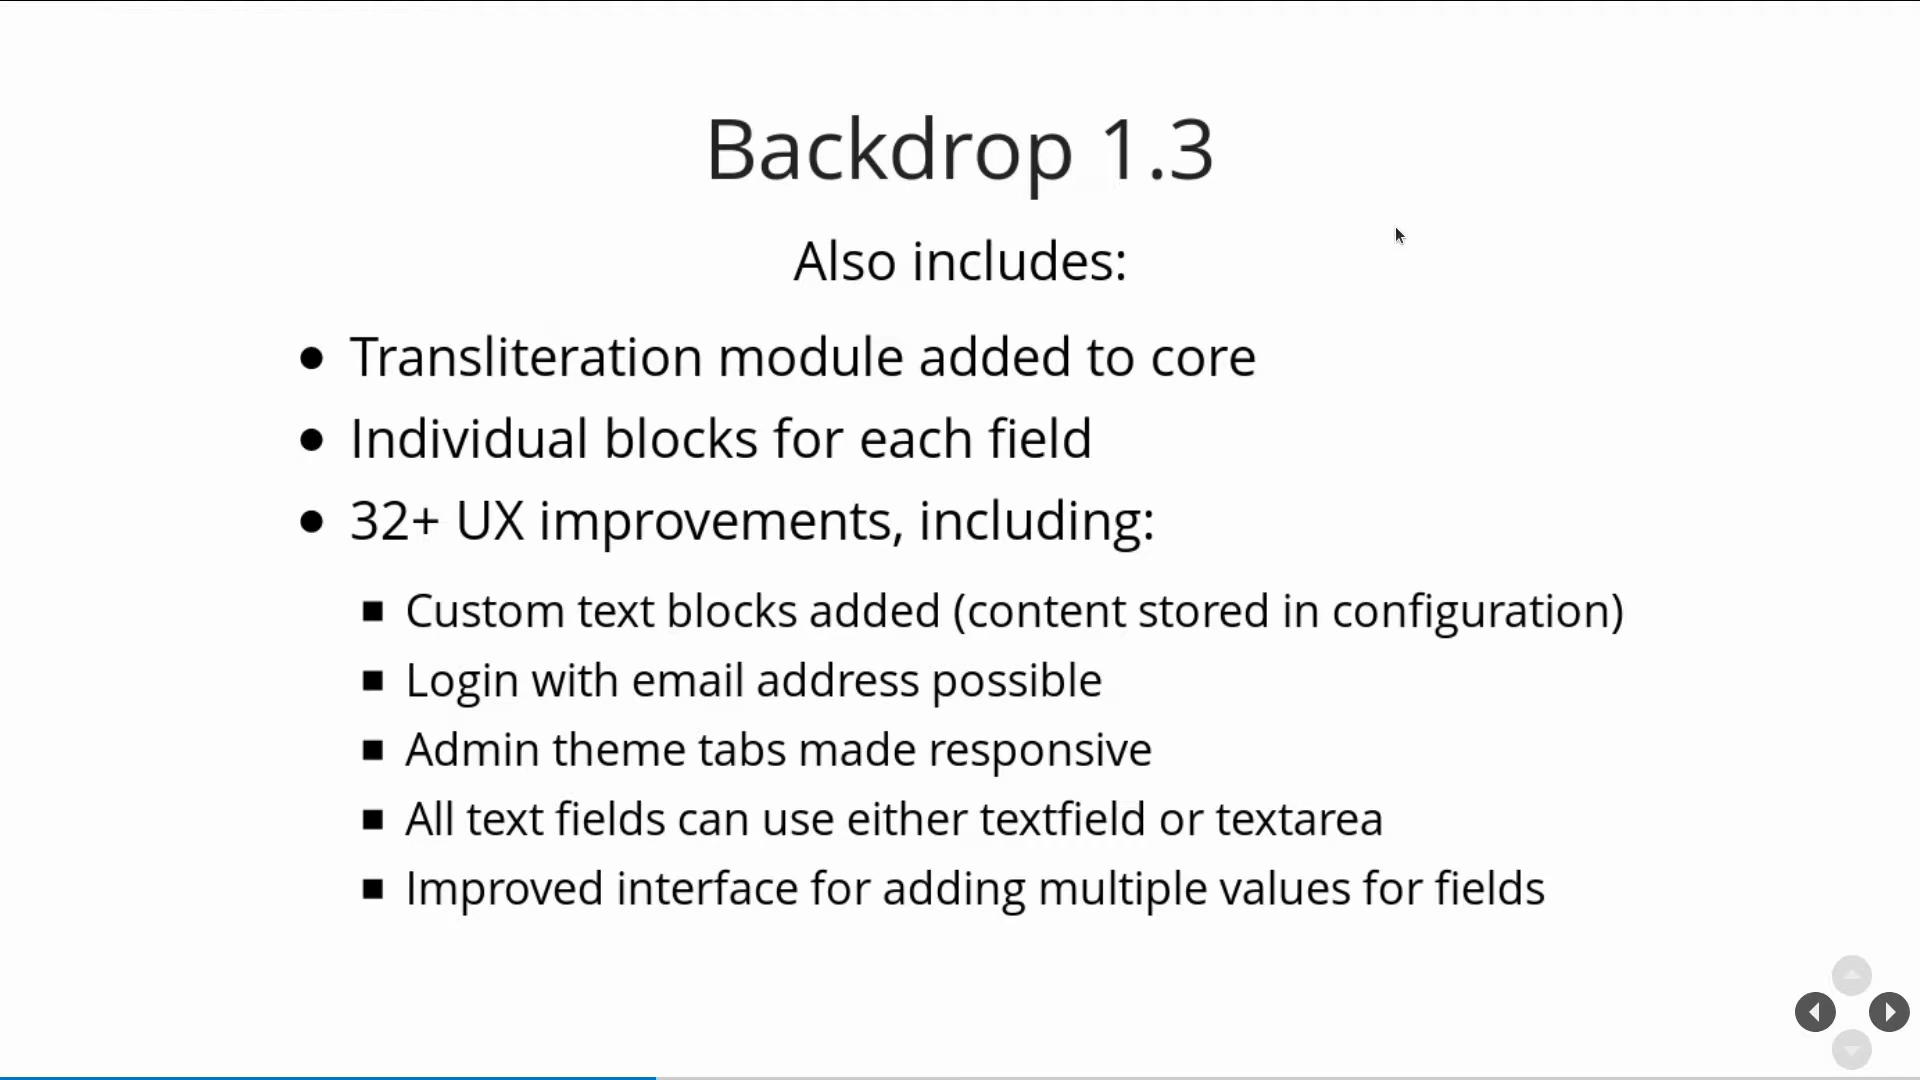 Backdrop 1.3
Also includes:
● Transliteration module added to core
● Individual blocks for each field
● 32+ UX improvements, including:
■ Custom text blocks added (content stored in configuration)
■ Login with email address possible
■ Admin theme tabs made responsive
■ All text fields can use either textfield or textarea
■ Improved interface for adding multiple values for fields